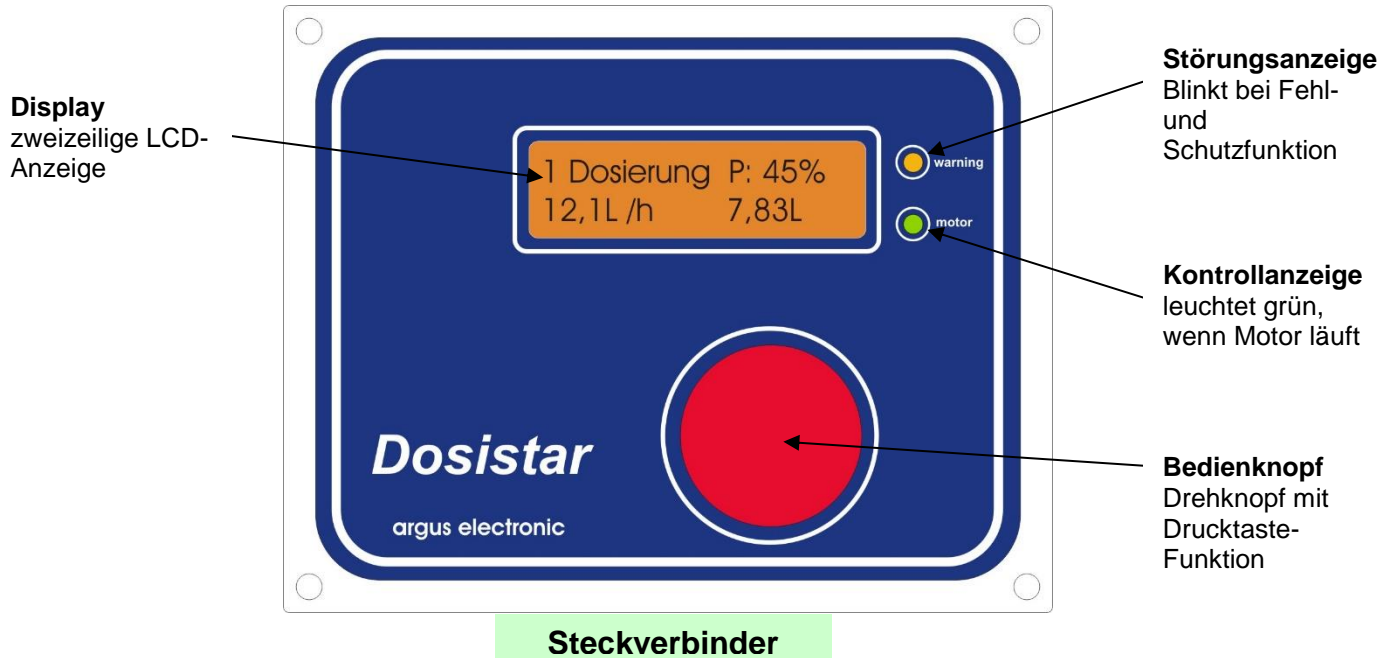 Display
zweizeilige LCD-
Anzeige
1 Dosierung P: 45%
12,1L /h 7,83L
warning
motor
Störungsanzeige
Blinkt bei Fehl-
und
Schutzfunktion
Kontrollanzeige
leuchtet grün,
wenn Motor läuft
Bedienknopf
Drehknopf mit
Drucktaste-
Funktion
Dosistar
argus electronic
Steckverbinder